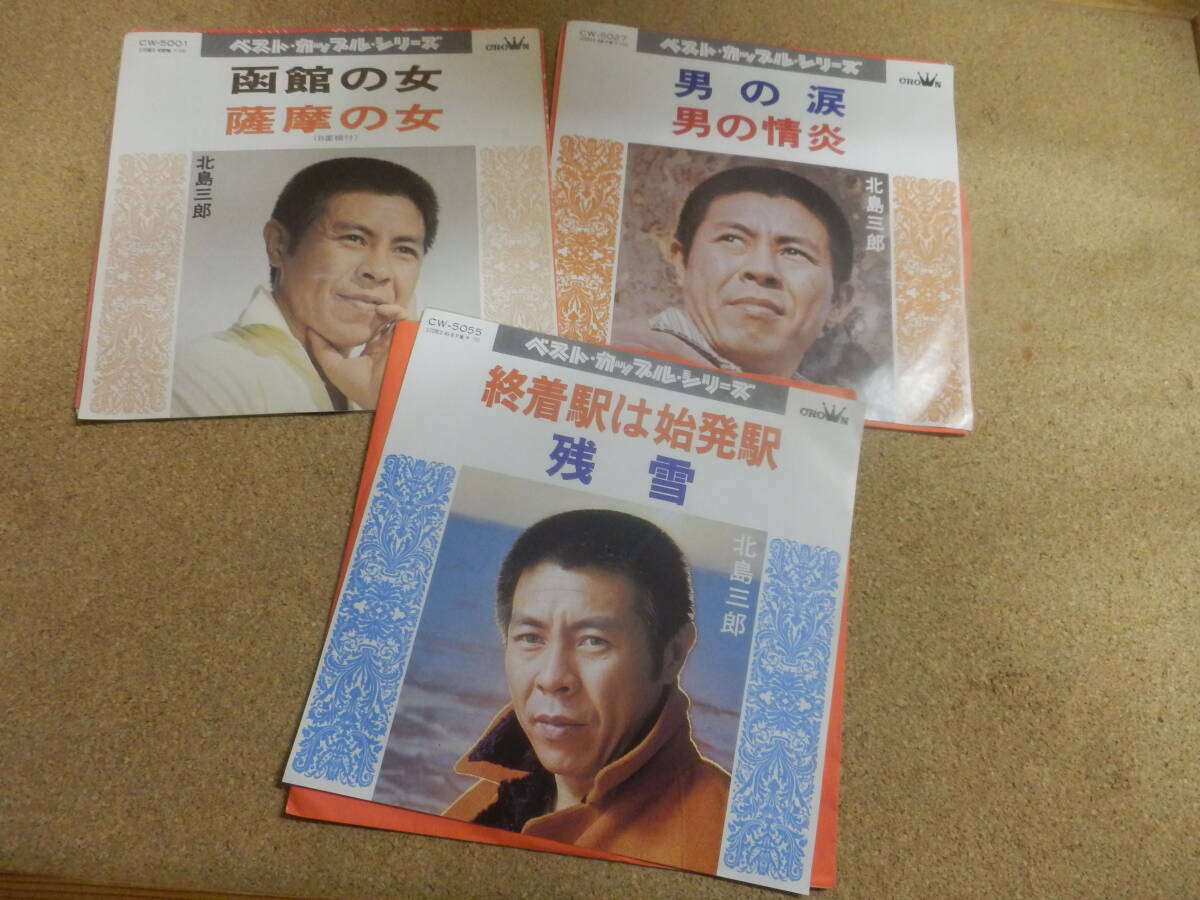 CW-5001
ベスト・カップル・シリーズ
CROWN
函館の女
薩摩の女
北島三郎
CW-5027
ベスト・カップル・シリーズ
CROWN
男の涙
男の情炎
北島三郎
CW-5055
ベスト・カップル・シリーズ
CROWN
終着駅は始発駅
残雪
北島三郎